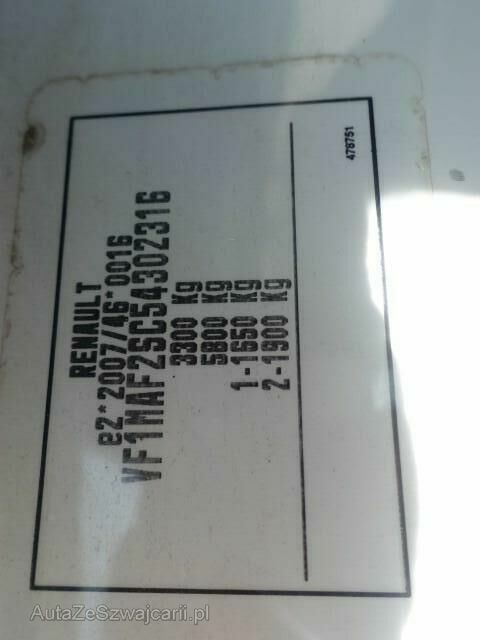 RENAULT
e2*2007/46*0016
VF1MAF2SC54302316
3300 Kg
5800 Kg
1-1650 Kg
2-1900 Kg
478751
AutaZeSzwajcarii.pl